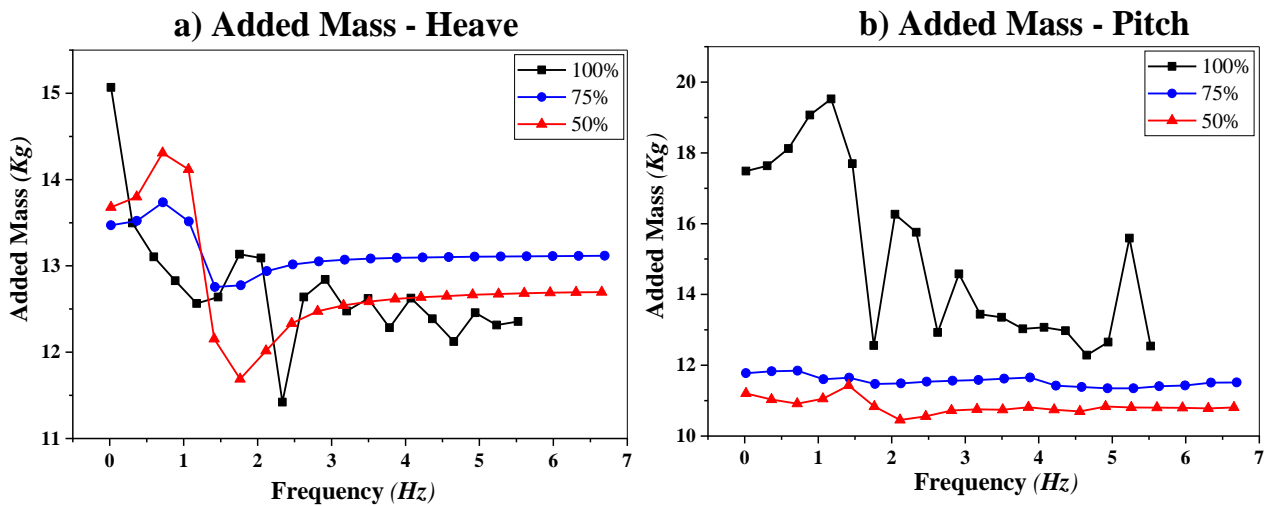 a) Added Mass - Heave
100%
75%
50%
15
14
13
12
11
Added Mass (Kg)
0 1 2 3 4 5 6 7
Frequency (Hz)
b) Added Mass - Pitch
100%
75%
50%
20
18
16
14
12
10
Added Mass (Kg)
0 1 2 3 4 5 6 7
Frequency (Hz)